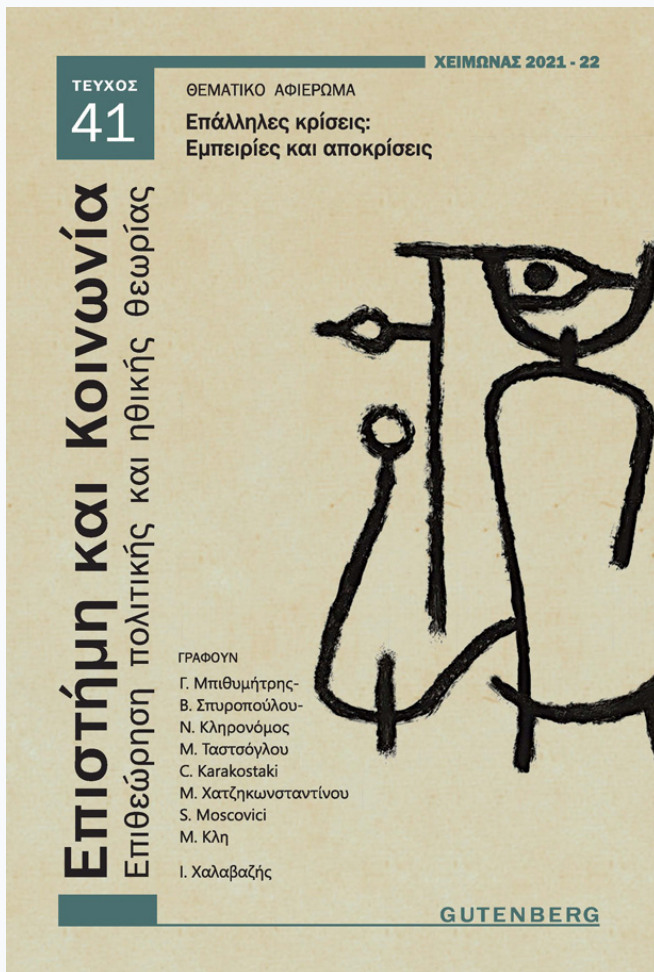 ΧΕΙΜΩΝΑΣ 2021 - 22
ΤΕΥΧΟΣ
41
ΘΕΜΑΤΙΚΟ ΑΦΙΕΡΩΜΑ
Επάλληλες κρίσεις:
Εμπειρίες και αποκρίσεις
Επιστήμη και Κοινωνία
Επιθεώρηση πολιτικής και ηθικής θεωρίας
ΓΡΑΦΟΥΝ
Γ. Μπιθυμήτρης-
Β. Σπυροπούλου-
Ν. Κληρονόμος
Μ. Ταστσόγλου
C. Karakostaki
Μ. Χατζηκωνσταντίνου
S. Moscovici
Μ. Κλη
Ι. Χαλαβαζής
GUTENBERG